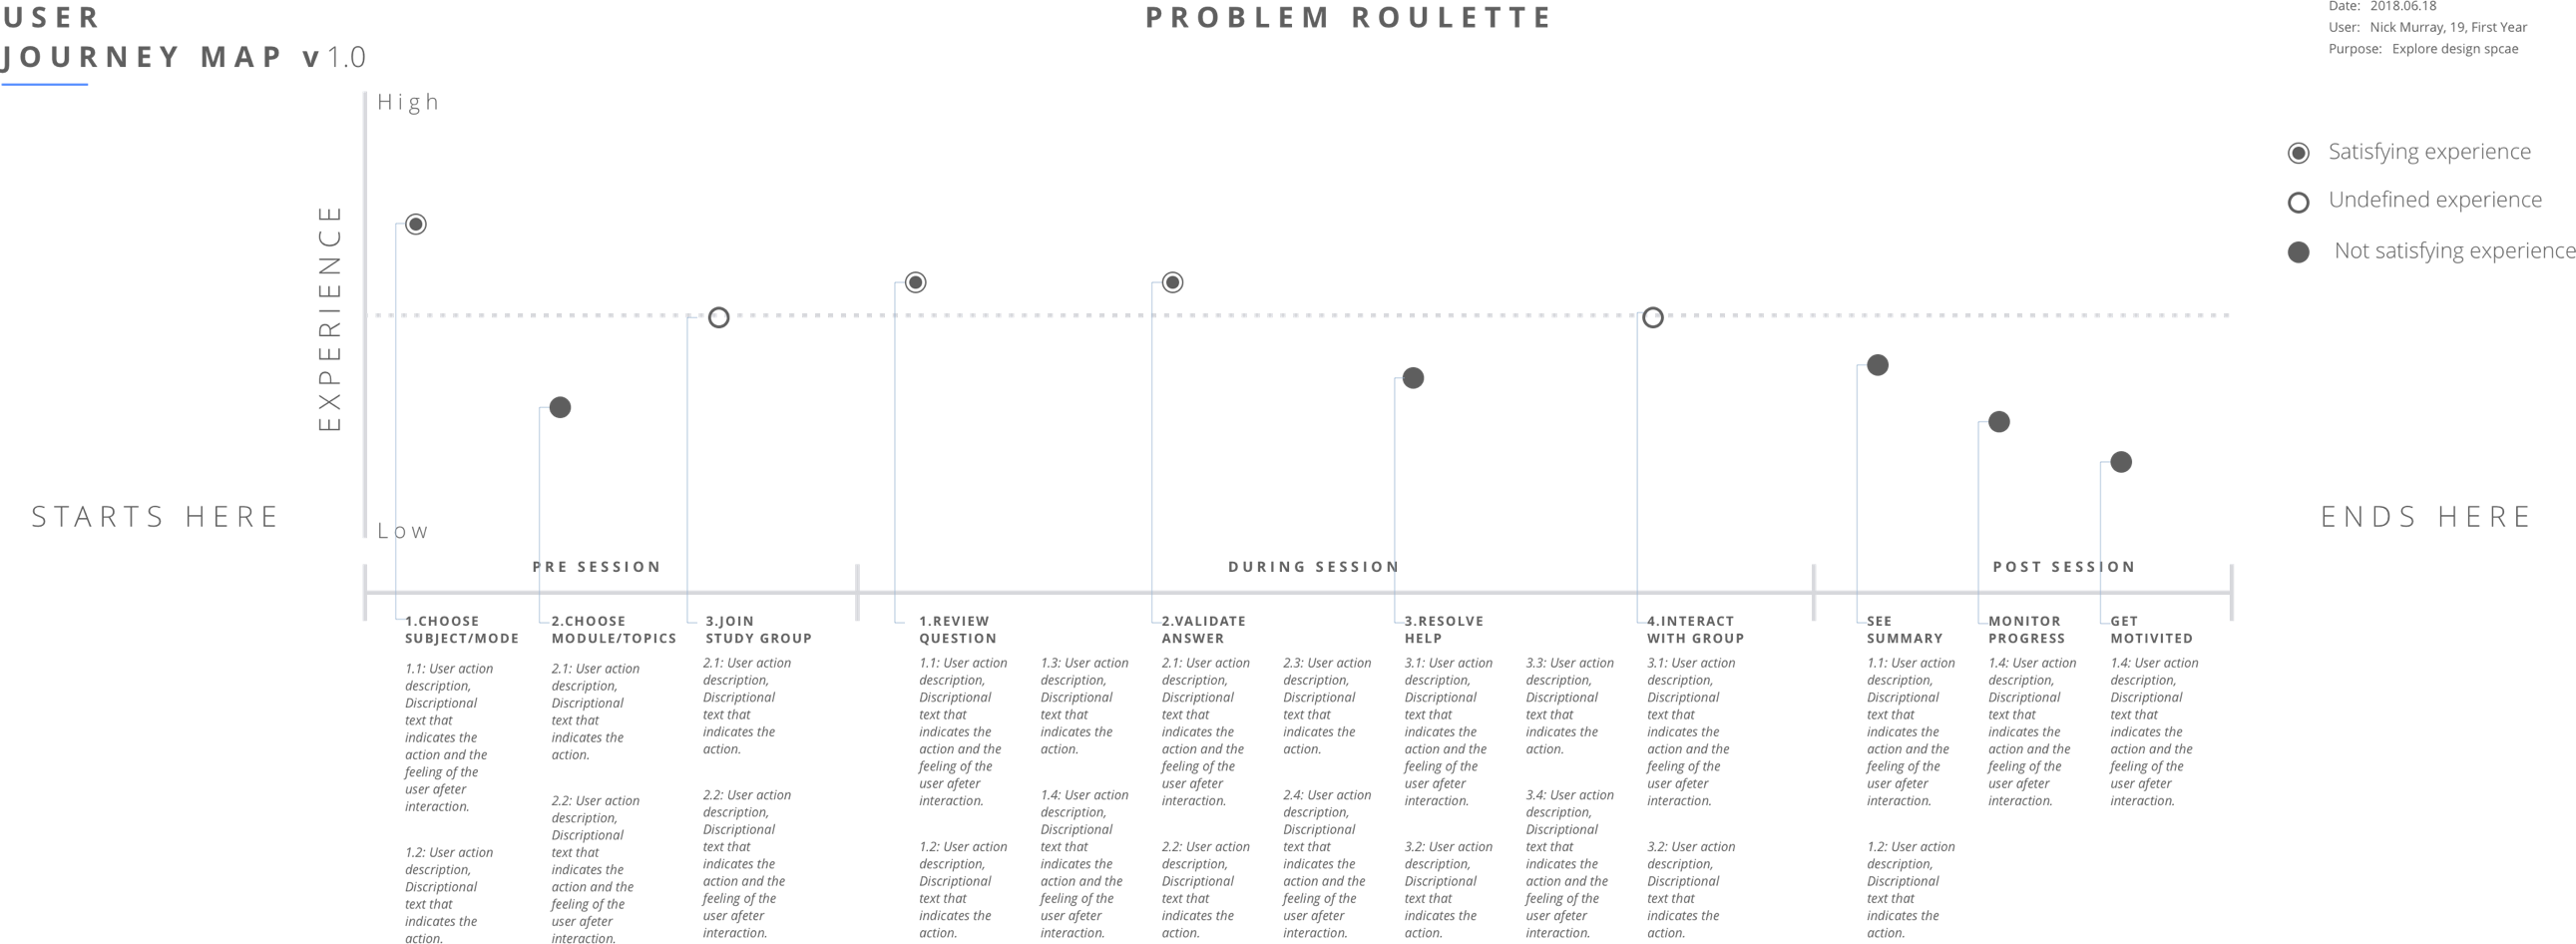 USER
JOURNEY MAP v 1.0
PROBLEM ROULETTE
Date: 2018.06.18
User: Nick Murray, 19, First Year
Purpose: Explore design spcae
High
EXPERIENCE
Low
Satisfying experience
Undefined experience
Not satisfying experience
STARTS HERE
ENDS HERE
PRE SESSION
DURING SESSION
POST SESSION
1.CHOOSE
SUBJECT/MODE
1.1: User action
description,
Discriptional
text that
indicates the
action and the
feeling of the
user afeter
interaction.
1.2: User action
description,
Discriptional
text that
indicates the
action.
2.CHOOSE
MODULE/TOPICS
2.1: User action
description,
Discriptional
text that
indicates the
action.
2.2: User action
description,
Discriptional
text that
indicates the
action and the
feeling of the
user afeter
interaction.
3.JOIN
STUDY GROUP
2.1: User action
description,
Discriptional
text that
indicates the
action.
2.2: User action
description,
Discriptional
text that
indicates the
action and the
feeling of the
user afeter
interaction.
1.REVIEW
QUESTION
1.1: User action
description,
Discriptional
text that
indicates the
action and the
feeling of the
user afeter
interaction.
1.2: User action
description,
Discriptional
text that
indicates the
action.
1.3: User action
description,
Discriptional
text that
indicates the
action.
1.4: User action
description,
Discriptional
text that
indicates the
action and the
feeling of the
user afeter
interaction.
2.VALIDATE
ANSWER
2.1: User action
description,
Discriptional
text that
indicates the
action and the
feeling of the
user afeter
interaction.
2.2: User action
description,
Discriptional
text that
indicates the
action.
2.3: User action
description,
Discriptional
text that
indicates the
action.
2.4: User action
description,
Discriptional
text that
indicates the
action and the
feeling of the
user afeter
interaction.
3.RESOLVE
HELP
3.1: User action
description,
Discriptional
text that
indicates the
action and the
feeling of the
user afeter
interaction.
3.2: User action
description,
Discriptional
text that
indicates the
action.
3.3: User action
description,
Discriptional
text that
indicates the
action.
3.4: User action
description,
Discriptional
text that
indicates the
action and the
feeling of the
user afeter
interaction.
4.INTERACT
WITH GROUP
3.1: User action
description,
Discriptional
text that
indicates the
action and the
feeling of the
user afeter
interaction.
3.2: User action
description,
Discriptional
text that
indicates the
action.
SEE
SUMMARY
1.1: User action
description,
Discriptional
text that
indicates the
action and the
feeling of the
user afeter
interaction.
1.2: User action
description,
Discriptional
text that
indicates the
action.
MONITOR
PROGRESS
1.4: User action
description,
Discriptional
text that
indicates the
action and the
feeling of the
user afeter
interaction.
GET
MOTIVITED
1.4: User action
description,
Discriptional
text that
indicates the
action and the
feeling of the
user afeter
interaction.